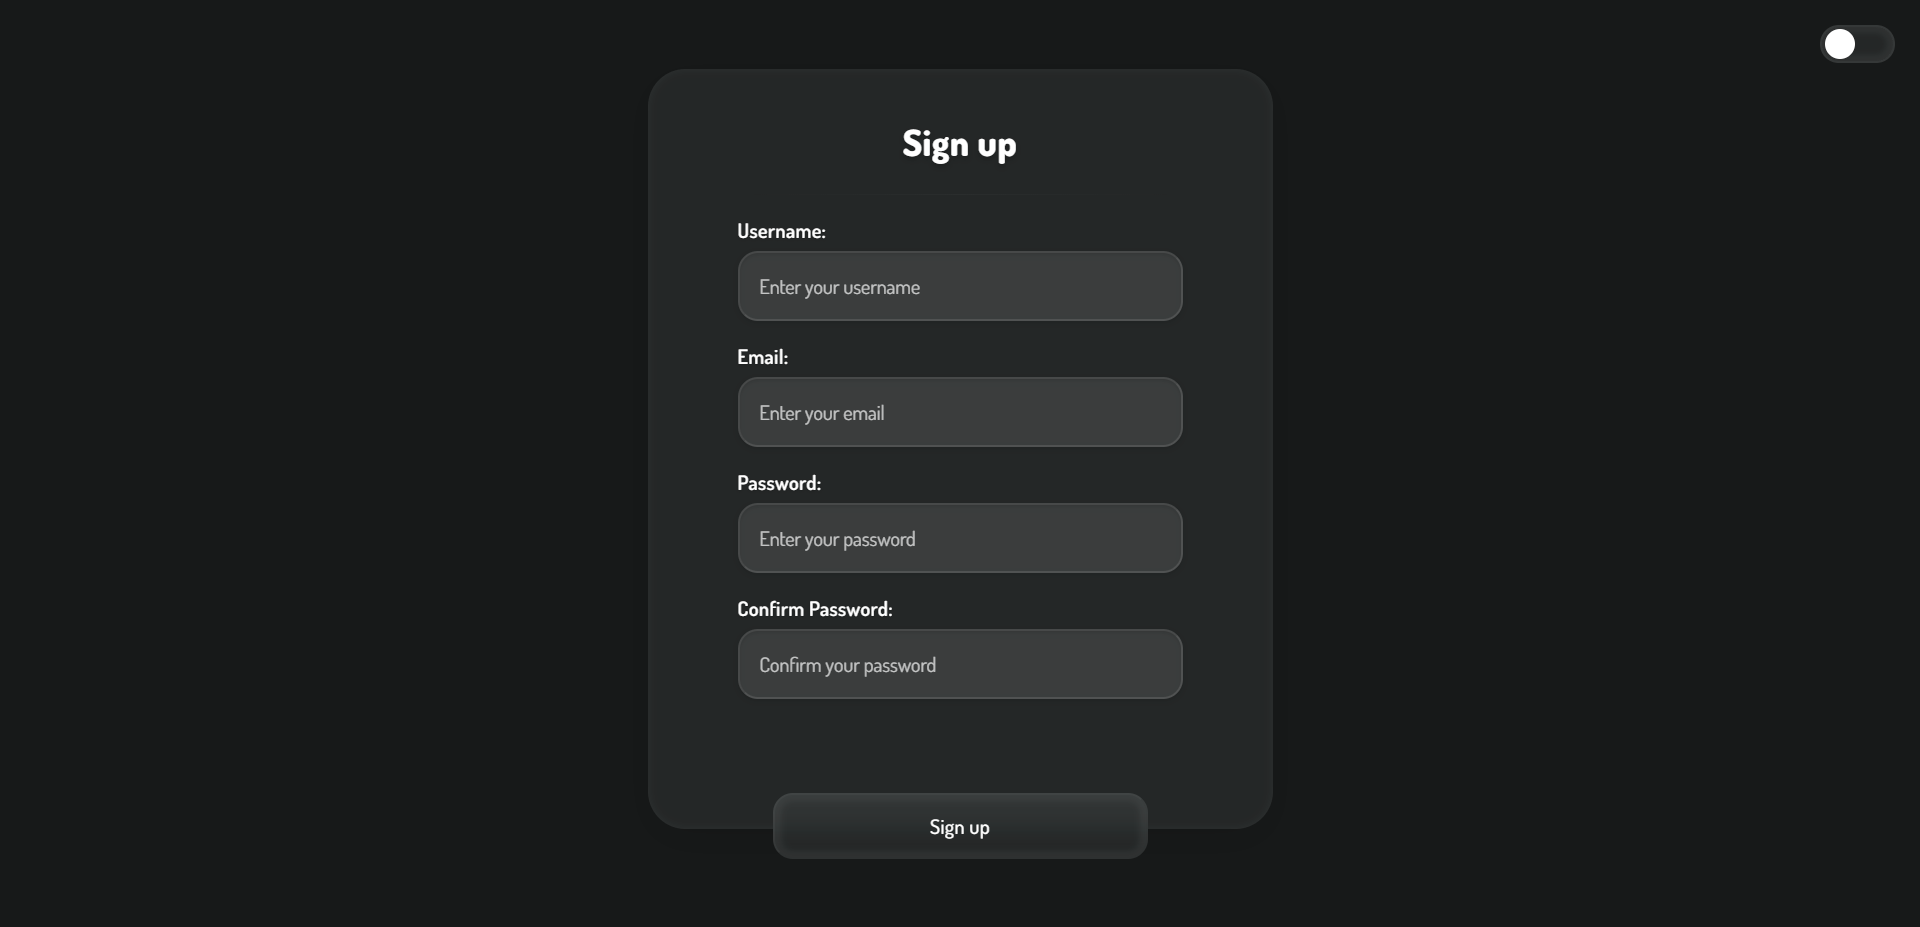 Sign up
Username:
Enter your username
Email:
Enter your email
Password:
Enter your password
Confirm Password:
Confirm your password
Sign up